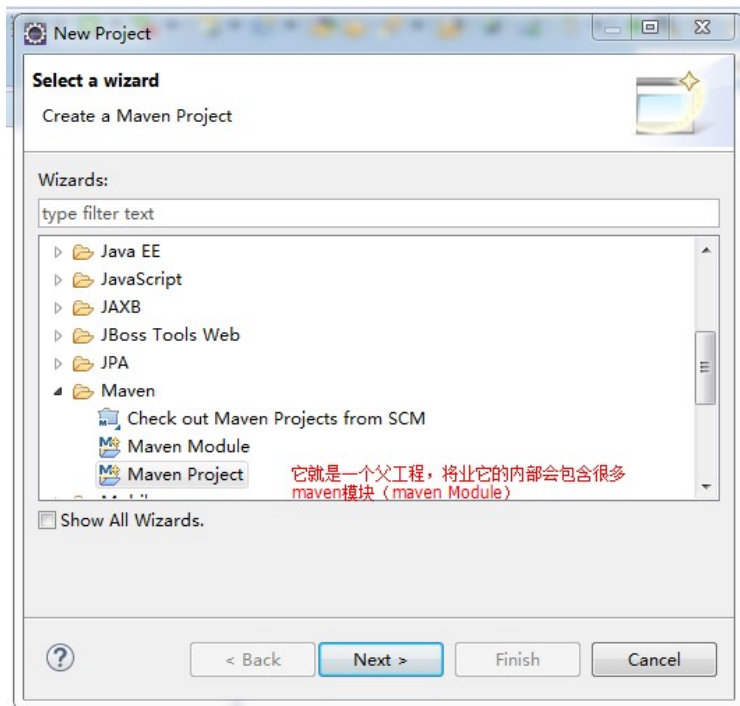 New Project
Select a wizard
Create a Maven Project
Wizards:
type filter text
Java EE
JavaScript
JAXB
JBoss Tools Web
JPA
Maven
Check out Maven Projects from SCM
Maven Module
Maven Project
它就是一个父工程，将业它的内部会包含很多
maven模块（maven Module）
Show All Wizards.
< Back
Next >
Finish
Cancel